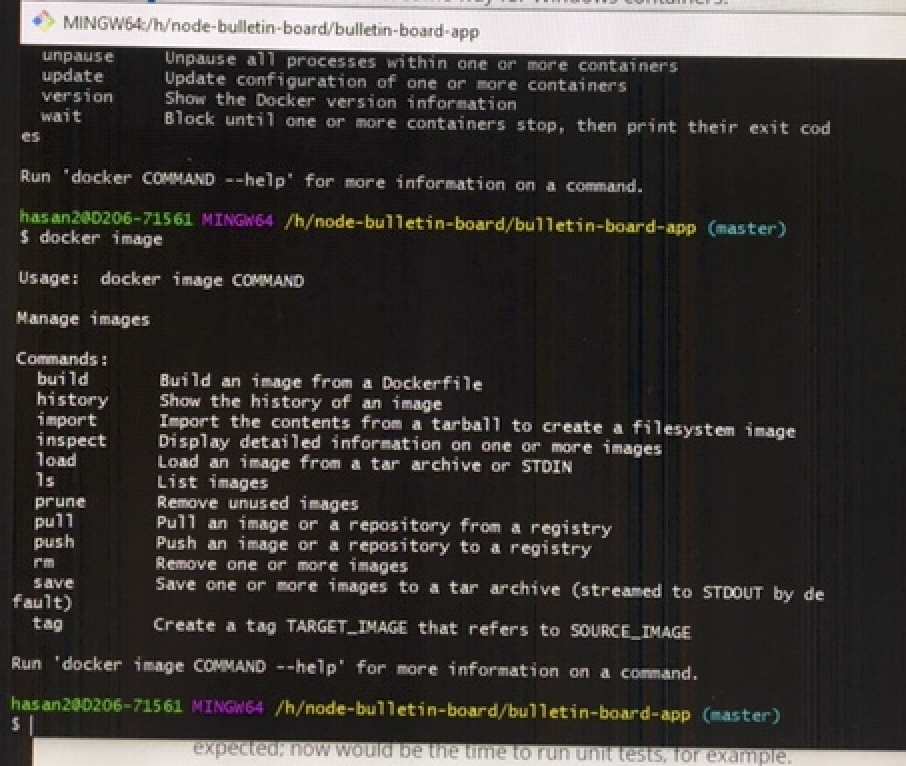 MINGW64:/h/node-bulletin-board/bulletin-board-app
unpause Unpause all processes within one or more containers
update Update configuration of one or more containers
version Show the Docker version information
wait Block until one or more containers stop, then print their exit cod
es
Run 'docker COMMAND --help' for more information on a command.
hasan2@D206-71561 MINGW64 /h/node-bulletin-board/bulletin-board-app (master)
$ docker image
Usage: docker image COMMAND
Manage images
Commands:
build Build an image from a Dockerfile
history Show the history of an image
import Import the contents from a tarball to create a filesystem image
inspect Display detailed information on one or more images
load Load an image from a tar archive or STDIN
ls List images
prune Remove unused images
pull Pull an image or a repository from a registry
push Push an image or a repository to a registry
rm Remove one or more images
save Save one or more images to a tar archive (streamed to STDOUT by de
fault)
tag Create a tag TARGET_IMAGE that refers to SOURCE_IMAGE
Run 'docker image COMMAND --help' for more information on a command.
hasan2@D206-71561 MINGW64 /h/node-bulletin-board/bulletin-board-app (master)
$
expected; now would be the time to run unit tests, for example.